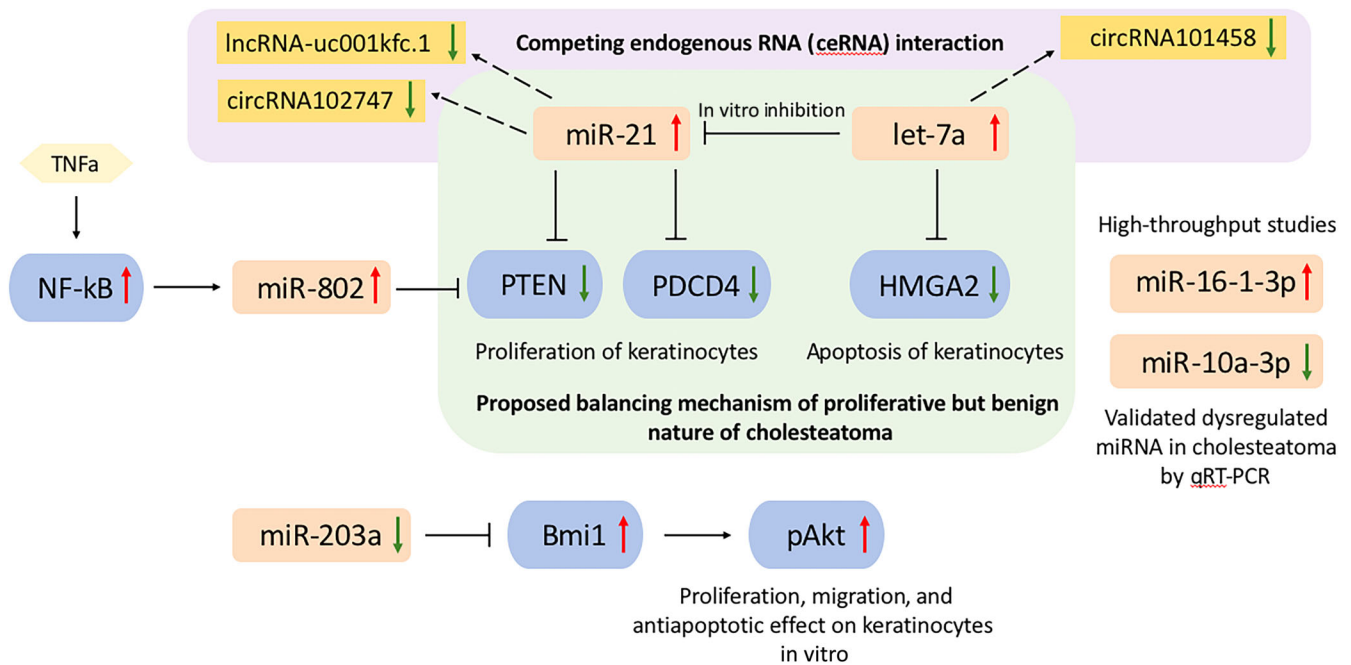 lncRNA-uc001kfc.1
Competing endogenous RNA (ceRNA) interaction
circRNA101458
circRNA102747
In vitro inhibition
miR-21
let-7a
TNFa
High-throughput studies
NF-kB
miR-802
PTEN
PDCD4
HMGA2
miR-16-1-3p
Proliferation of keratinocytes
Apoptosis of keratinocytes
miR-10a-3p
Proposed balancing mechanism of proliferative but benign
nature of cholesteatoma
Validated dysregulated
miRNA in cholesteatoma
by qRT-PCR
miR-203a
Bmi1
pAkt
Proliferation, migration, and
antiapoptotic effect on keratinocytes
in vitro